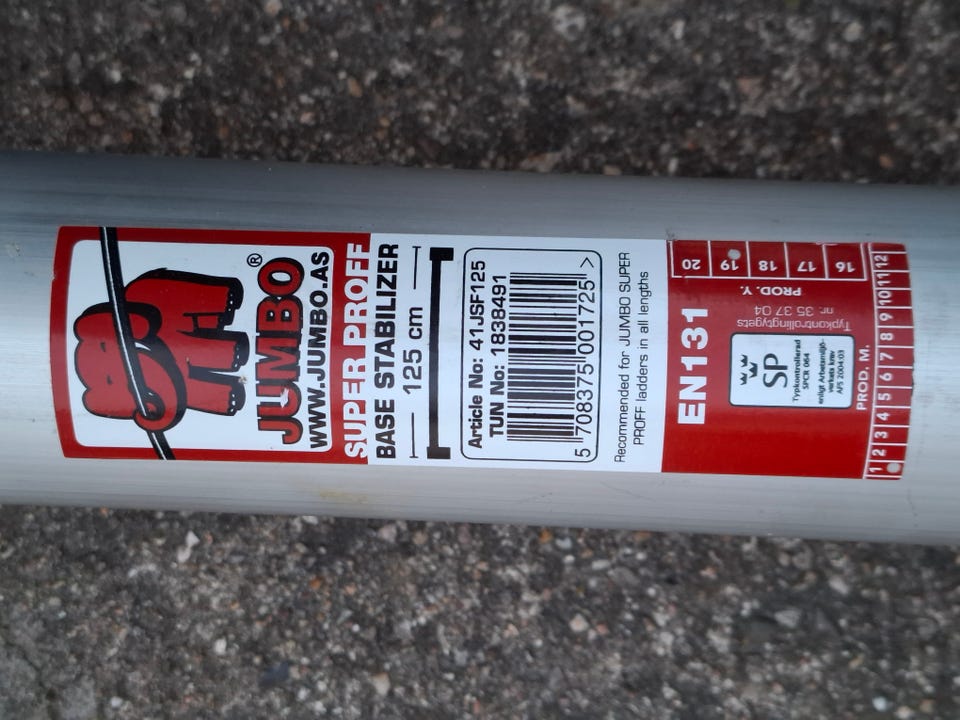 JUMBO®
WWW.JUMBO.AS
SUPER PROFF
BASE STABILIZER
125 cm
Article No: 41JSF125
TUN No: 1838491
5 708375 001725 >
Recommended for JUMBO SUPER
PROFF ladders in all lengths
EN131
20 19 18 17 16
PROD. Y.
Typkontrollintygets
nr. 35 37 04
SP
Typkontrollerad
SPCR 064
enligt Arbetsmiljö-
verkets krav
AFS 2004:03
PROD. M.
1 2 3 4 5 6 7 8 9 10 11 12